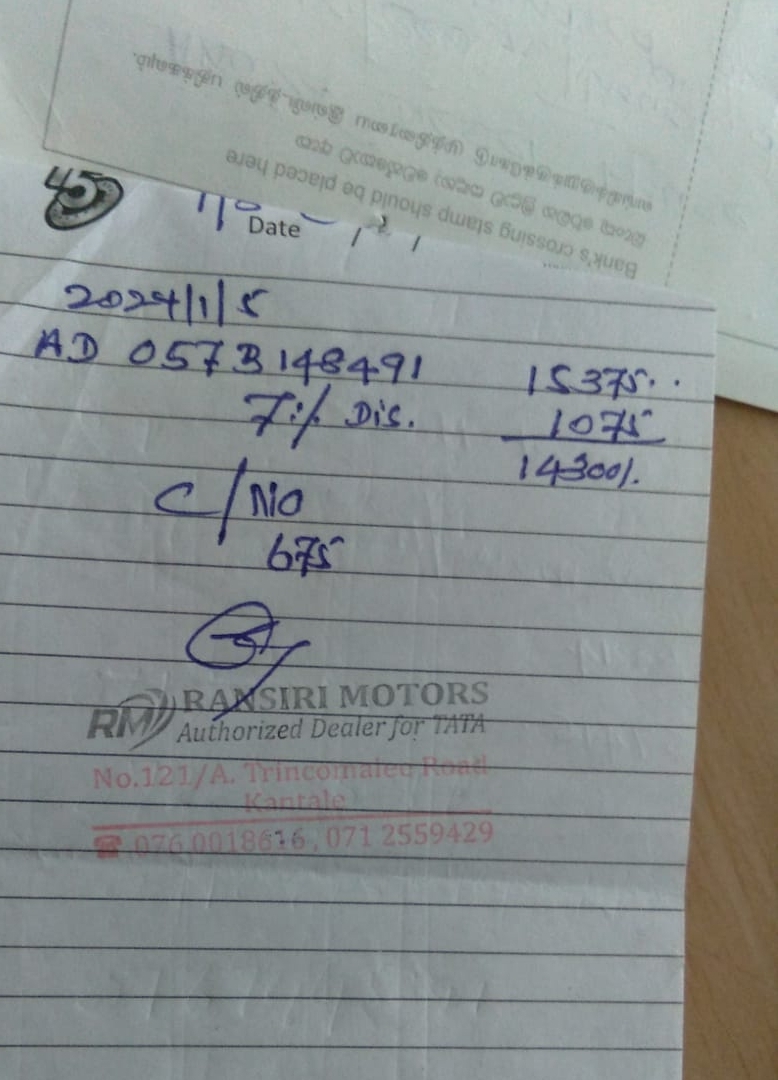 Bank's crossing stamp should be placed here
45
Date
2024/1/5
AD 057B148491 15375..
7% Dis. 1075
14300/.
C/No
675
RM RANSIRI MOTORS
Authorized Dealer for TATA
No.121/A. Trincomalee Road
Kantale
☎ 076 0018616, 071 2559429